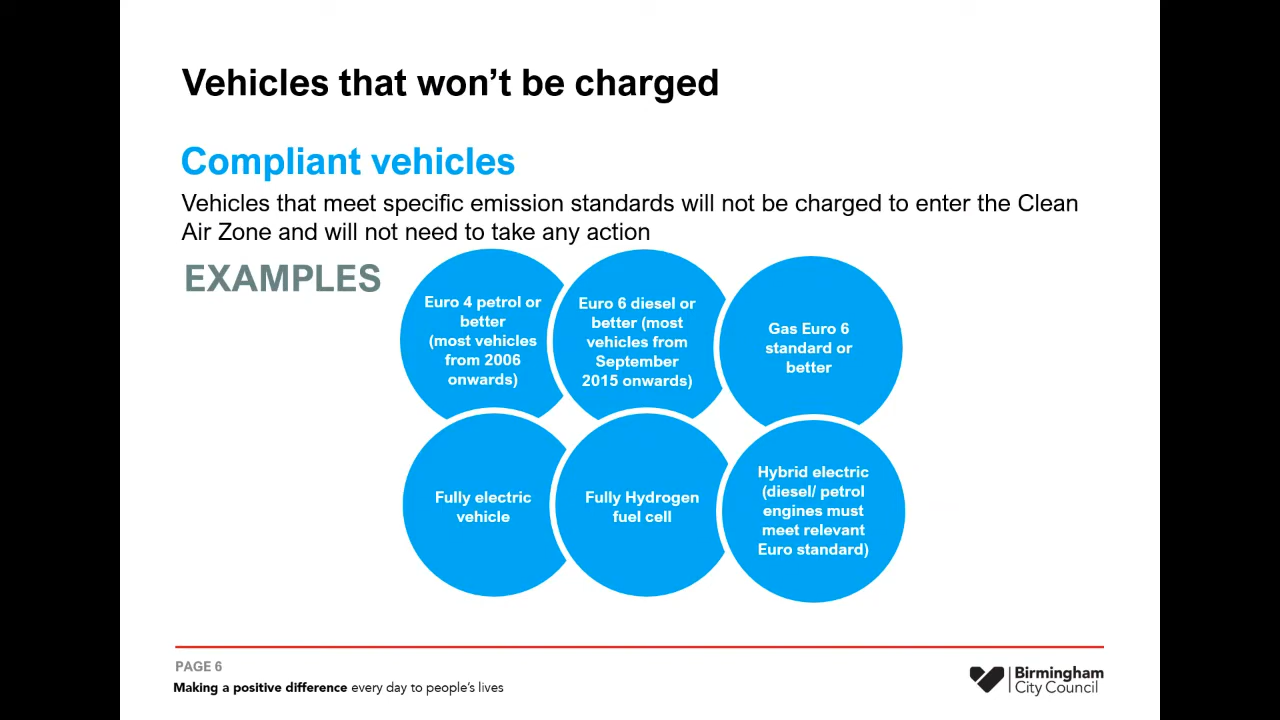 Vehicles that won’t be charged
Compliant vehicles
Vehicles that meet specific emission standards will not be charged to enter the Clean
Air Zone and will not need to take any action
EXAMPLES
Euro 4 petrol or
better
(most vehicles
from 2006
onwards)
Euro 6 diesel or
better (most
vehicles from
September
2015 onwards)
Gas Euro 6
standard or
better
Fully electric
vehicle
Fully Hydrogen
fuel cell
Hybrid electric
(diesel/ petrol
engines must
meet relevant
Euro standard)
PAGE 6
Making a positive difference every day to people’s lives
Birmingham
City Council